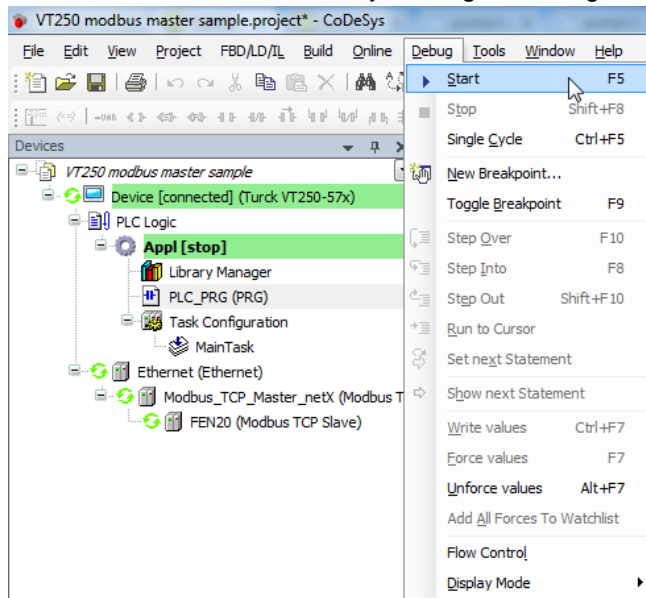 VT250 modbus master sample.project* - CoDeSys
File Edit View Project FBD/LD/IL Build Online Debug Tools Window Help
Devices
VT250 modbus master sample
Device [connected] (Turck VT250-57x)
PLC Logic
Appl [stop]
Library Manager
PLC_PRG (PRG)
Task Configuration
MainTask
Ethernet (Ethernet)
Modbus_TCP_Master_netX (Modbus T
FEN20 (Modbus TCP Slave)
Start F5
Stop Shift+F8
Single Cycle Ctrl+F5
New Breakpoint...
Toggle Breakpoint F9
Step Over F10
Step Into F8
Step Out Shift+F10
Run to Cursor
Set next Statement
Show next Statement
Write values Ctrl+F7
Force values F7
Unforce values Alt+F7
Add All Forces To Watchlist
Flow Control
Display Mode